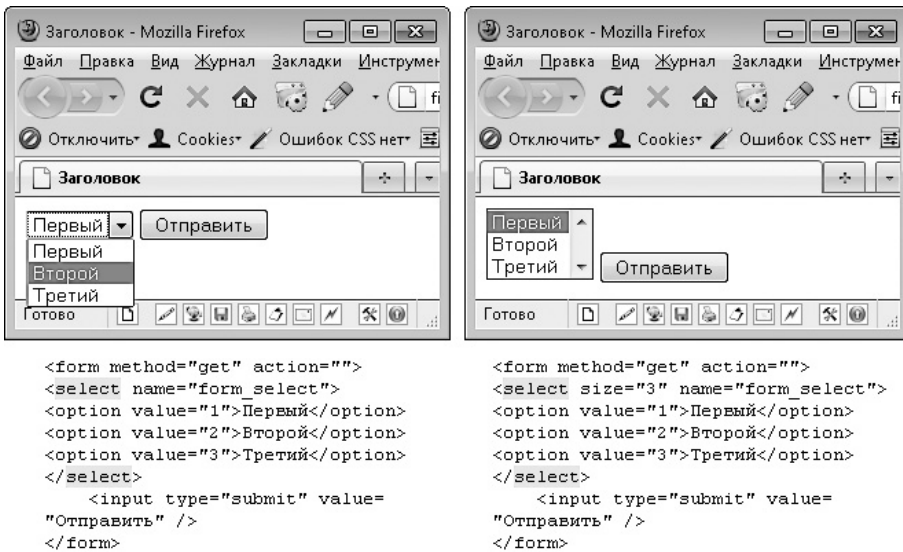 Заголовок - Mozilla Firefox
Файл Правка Вид Журнал Закладки Инструмен
fi
Отключить Cookies Ошибок CSS нет
Заголовок
Первый Отправить
Первый
Второй
Третий
Готово
<form method="get" action="">
<select name="form_select">
<option value="1">Первый</option>
<option value="2">Второй</option>
<option value="3">Третий</option>
</select>
<input type="submit" value=
"Отправить" />
</form>
Заголовок - Mozilla Firefox
Файл Правка Вид Журнал Закладки Инструмен
fi
Отключить Cookies Ошибок CSS нет
Заголовок
Первый
Второй
Третий Отправить
Готово
<form method="get" action="">
<select size="3" name="form_select">
<option value="1">Первый</option>
<option value="2">Второй</option>
<option value="3">Третий</option>
</select>
<input type="submit" value=
"Отправить" />
</form>